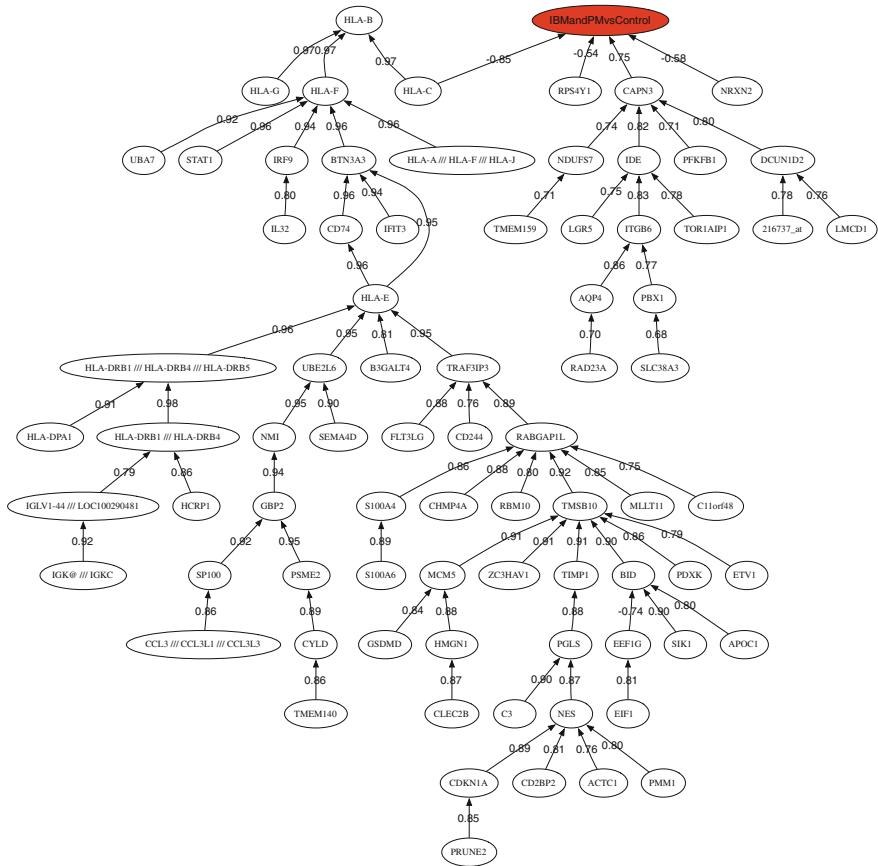 HLA-B IBMandPMvsControl
0.97 0.97 0.97 -0.85 -0.54 0.75 -0.58
HLA-G HLA-F HLA-C RPS4Y1 CAPN3 NRXN2
0.92 0.96 0.94 0.96 0.96 0.74 0.82 0.71 0.80
UBA7 STAT1 IRF9 BTN3A3 HLA-A /// HLA-F /// HLA-J NDUFS7 IDE PFKFB1 DCUN1D2
0.80 0.96 0.94 0.95 0.71 0.75 0.83 0.78 0.78 0.76
IL32 CD74 IFIT3 TMEM159 LGR5 ITGB6 TOR1AIP1 216737_at LMCD1
0.96 0.86 0.77
HLA-E AQP4 PBX1
0.96 0.95 0.81 0.95 0.70 0.68
HLA-DRB1 /// HLA-DRB4 /// HLA-DRB5 UBE2L6 B3GALT4 TRAF3IP3 RAD23A SLC38A3
0.91 0.98 0.95 0.90 0.88 0.76 0.89
HLA-DPA1 HLA-DRB1 /// HLA-DRB4 NMI SEMA4D FLT3LG CD244 RABGAP1L
0.79 0.86 0.94 0.86 0.88 0.80 0.92 0.85 0.75
IGLV1-44 /// LOC100290481 HCRP1 GBP2 S100A4 CHMP4A RBM10 TMSB10 MLLT11 C11orf48
0.92 0.92 0.95 0.89 0.91 0.91 0.91 0.90 0.86 0.79
IGK@ /// IGKC SP100 PSME2 S100A6 MCM5 ZC3HAV1 TIMP1 BID PDXK ETV1
0.86 0.89 0.84 0.88 0.88 -0.74 0.90 0.80
CCL3 /// CCL3L1 /// CCL3L3 CYLD GSDMD HMGN1 PGLS EEF1G SIK1 APOC1
0.86 0.87 0.90 0.87 0.81
TMEM140 CLEC2B C3 NES EIF1
0.89 0.81 0.76 0.80
CDKN1A CD2BP2 ACTC1 PMM1
0.85
PRUNE2